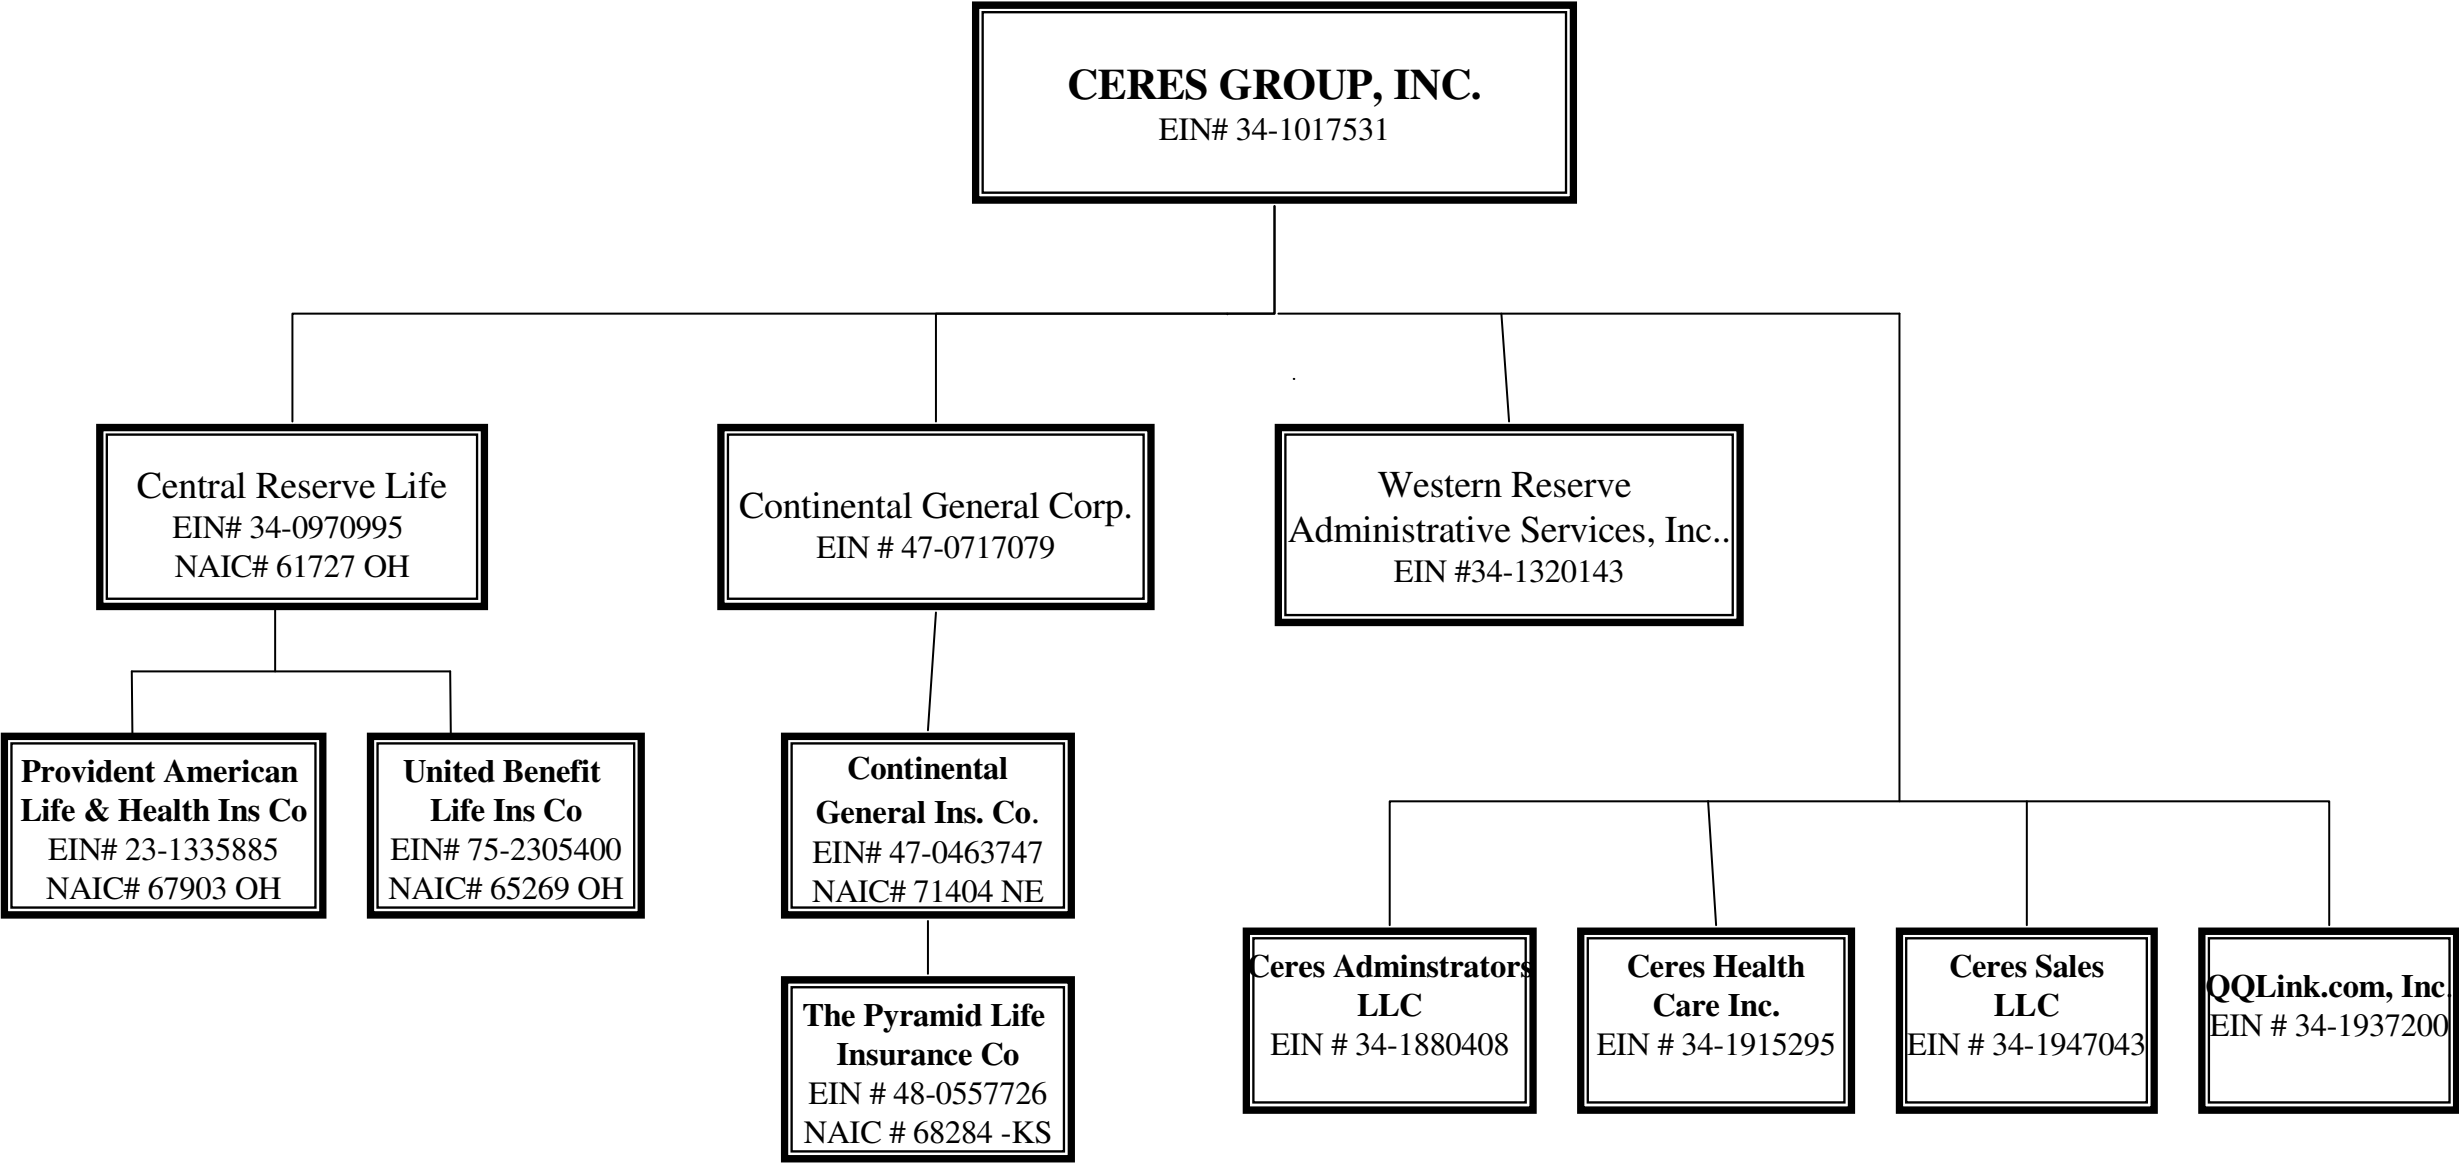 CERES GROUP, INC.
EIN# 34-1017531
Central Reserve Life
EIN# 34-0970995
NAIC# 61727 OH
Continental General Corp.
EIN # 47-0717079
Western Reserve
Administrative Services, Inc..
EIN #34-1320143
Provident American
Life & Health Ins Co
EIN# 23-1335885
NAIC# 67903 OH
United Benefit
Life Ins Co
EIN# 75-2305400
NAIC# 65269 OH
Continental
General Ins. Co.
EIN# 47-0463747
NAIC# 71404 NE
The Pyramid Life
Insurance Co
EIN # 48-0557726
NAIC # 68284 -KS
Ceres Adminstrators
LLC
EIN # 34-1880408
Ceres Health
Care Inc.
EIN # 34-1915295
Ceres Sales
LLC
EIN # 34-1947043
QQLink.com, Inc.
EIN # 34-1937200